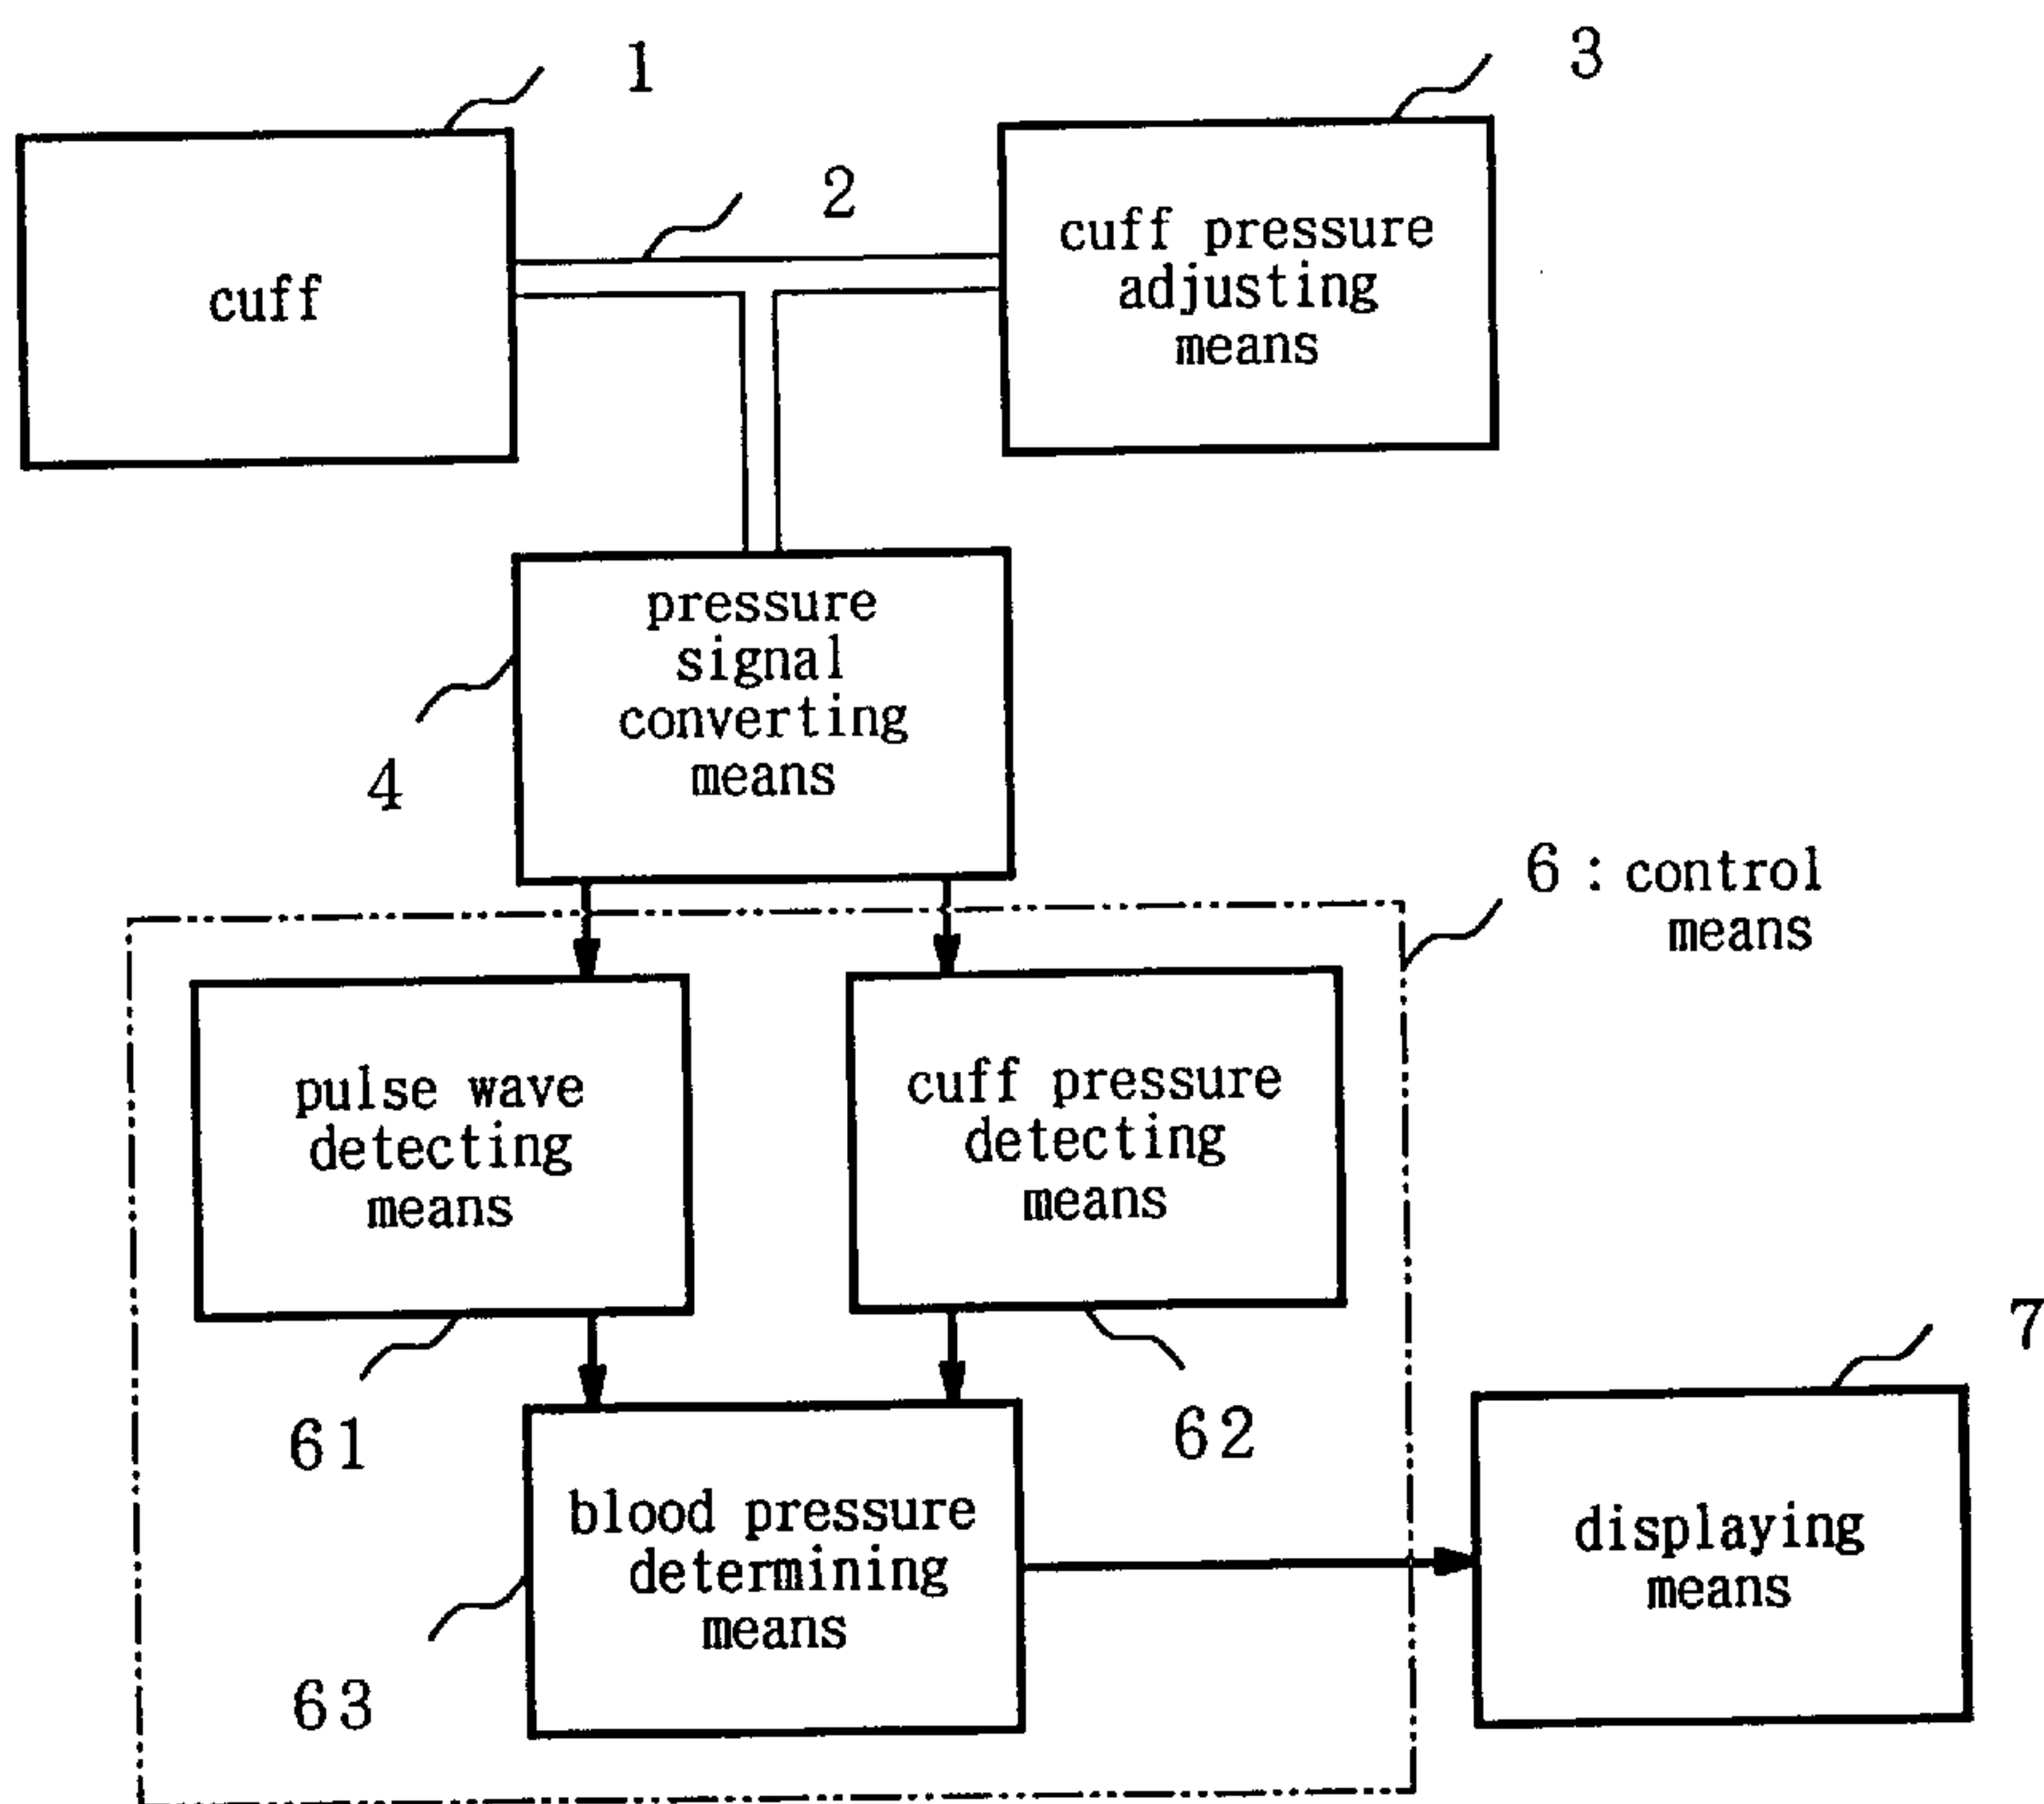 1
3
2
cuff
cuff pressure
adjusting
means
pressure
signal
converting
means
4
6 : control
means
pulse wave
detecting
means
cuff pressure
detecting
means
7
61
62
blood pressure
determining
means
displaying
means
63